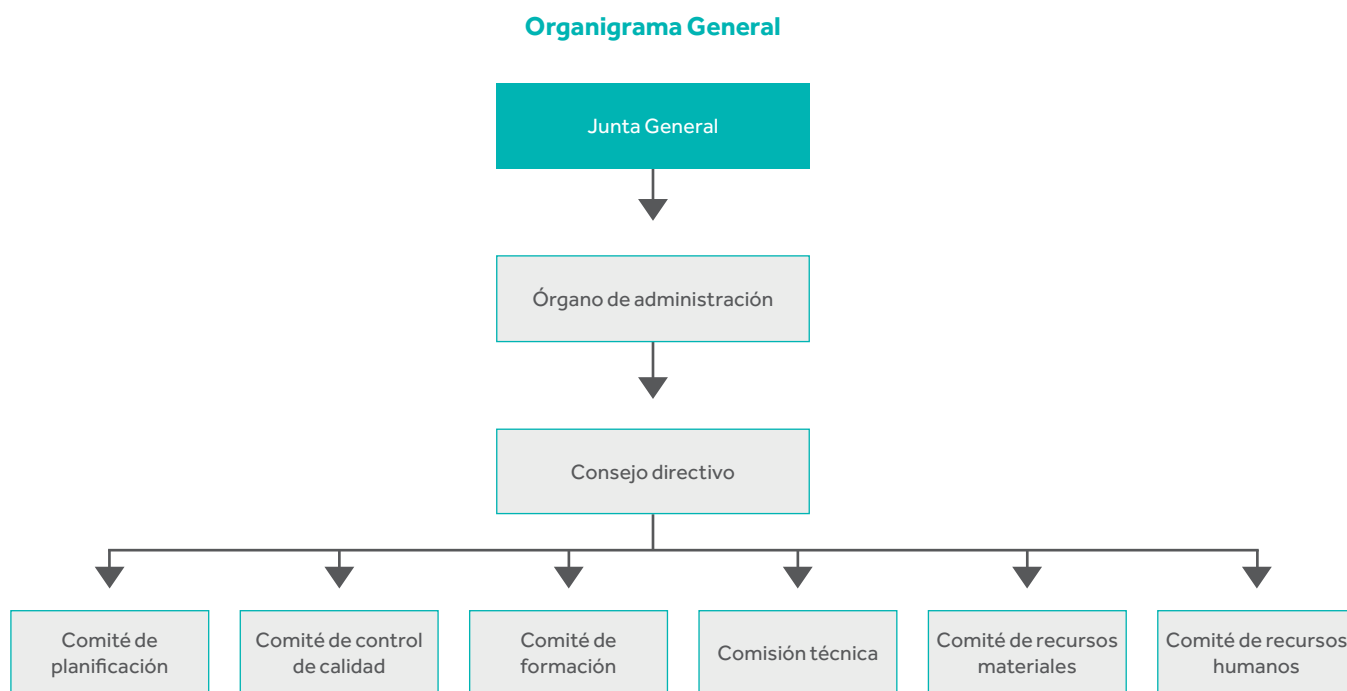 Organigrama General
Junta General
Órgano de administración
Consejo directivo
Comité de
planificación
Comité de control
de calidad
Comité de
formación
Comisión técnica
Comité de recursos
materiales
Comité de recursos
humanos